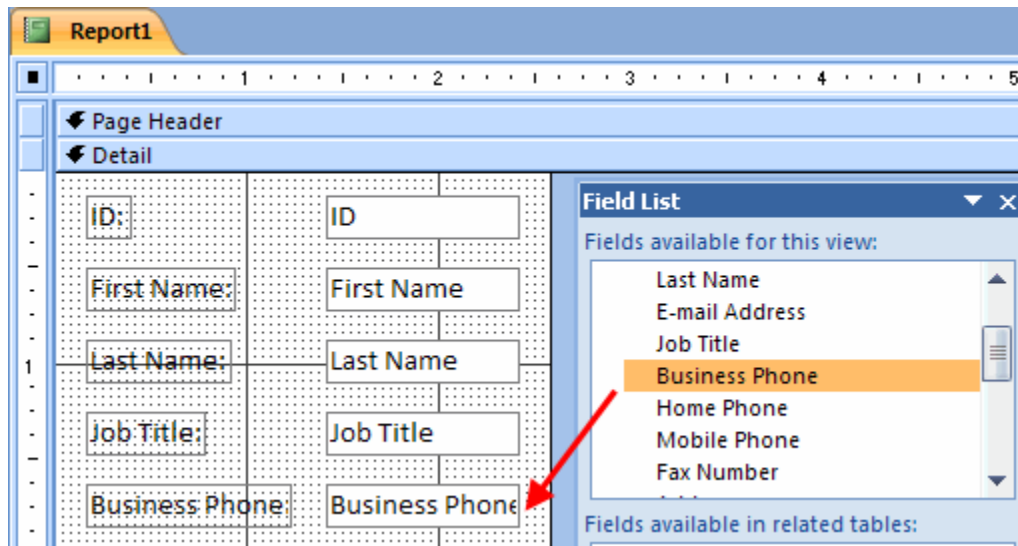 Report1
1 2 3 4 5
Page Header
Detail
ID: ID
First Name: First Name
1
Last Name: Last Name
Job Title: Job Title
Business Phone: Business Phone
Field List
Fields available for this view:
Last Name
E-mail Address
Job Title
Business Phone
Home Phone
Mobile Phone
Fax Number
Fields available in related tables: